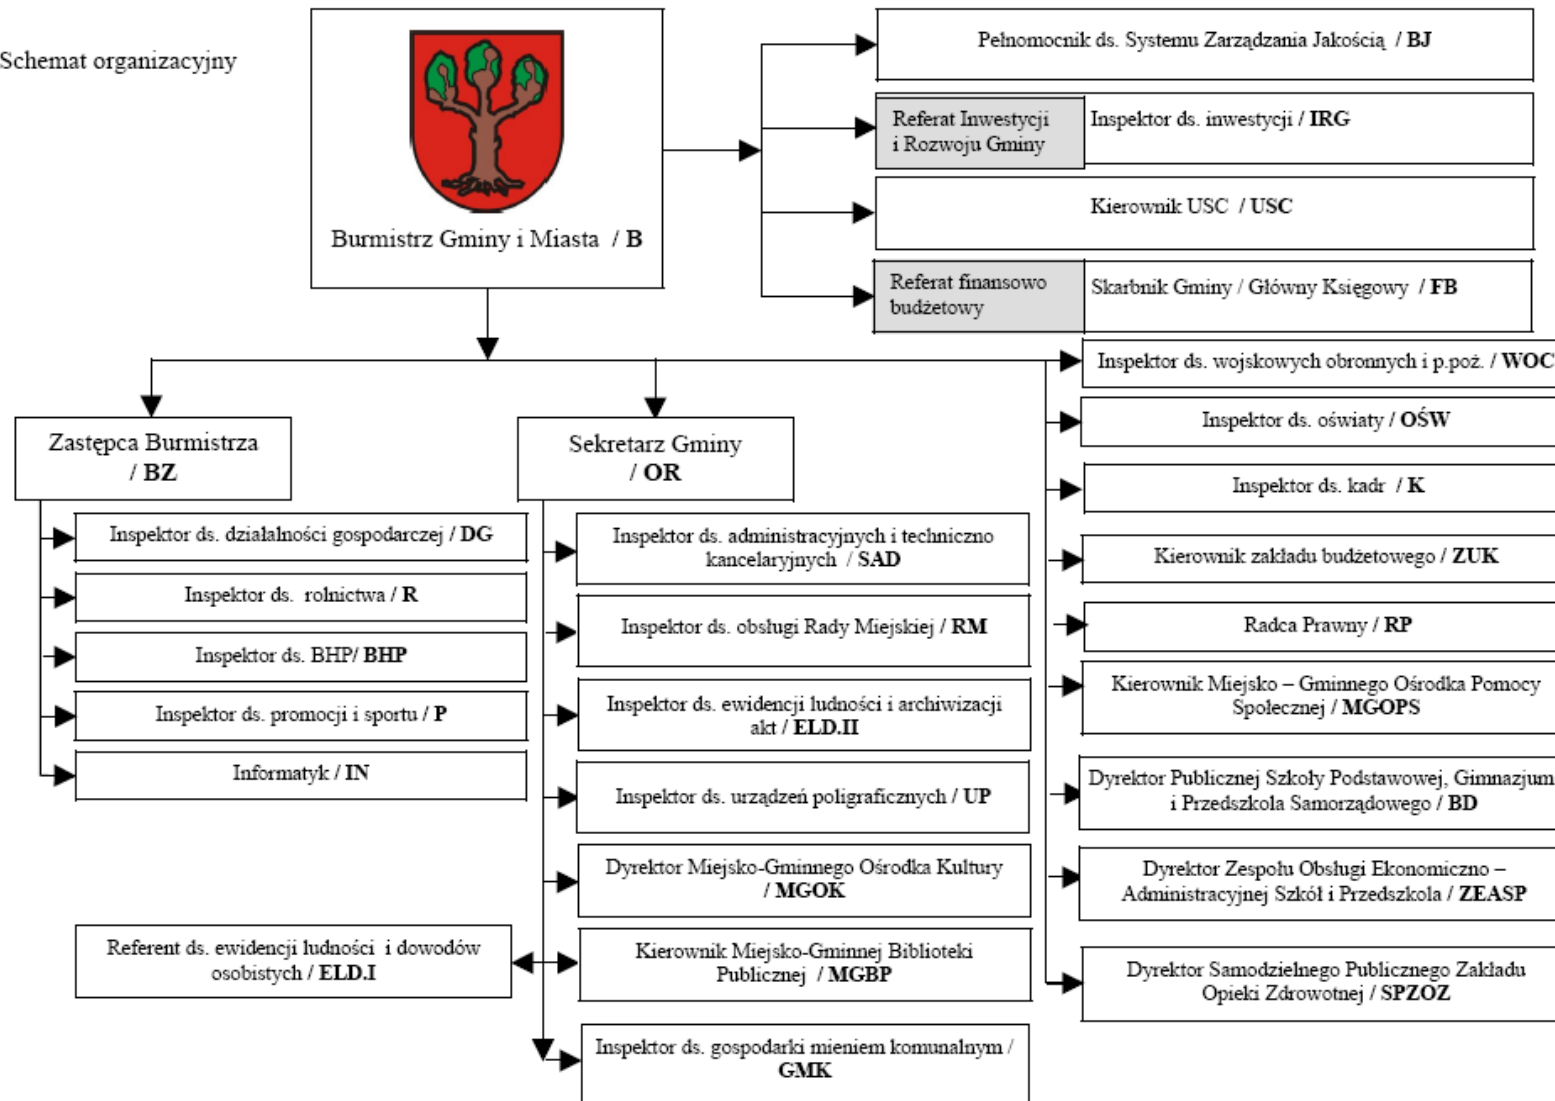 Schemat organizacyjny
Burmistrz Gminy i Miasta / B
Pełnomocnik ds. Systemu Zarządzania Jakością / BJ
Referat Inwestycji
i Rozwoju Gminy
Inspektor ds. inwestycji / IRG
Kierownik USC / USC
Referat finansowo
budżetowy
Skarbnik Gminy / Główny Księgowy / FB
Zastępca Burmistrza
/ BZ
Inspektor ds. działalności gospodarczej / DG
Inspektor ds. rolnictwa / R
Inspektor ds. BHP/ BHP
Inspektor ds. promocji i sportu / P
Informatyk / IN
Sekretarz Gminy
/ OR
Inspektor ds. administracyjnych i techniczno
kancelaryjnych / SAD
Inspektor ds. obsługi Rady Miejskiej / RM
Inspektor ds. ewidencji ludności i archiwizacji
akt / ELD.II
Inspektor ds. urządzeń poligraficznych / UP
Dyrektor Miejsko-Gminnego Ośrodka Kultury
/ MGOK
Referent ds. ewidencji ludności i dowodów
osobistych / ELD.I
Kierownik Miejsko-Gminnej Biblioteki
Publicznej / MGBP
Inspektor ds. gospodarki mieniem komunalnym /
GMK
Inspektor ds. wojskowych obronnych i p.poż. / WOC
Inspektor ds. oświaty / OŚW
Inspektor ds. kadr / K
Kierownik zakładu budżetowego / ZUK
Radca Prawny / RP
Kierownik Miejsko – Gminnego Ośrodka Pomocy
Społecznej / MGOPS
Dyrektor Publicznej Szkoły Podstawowej, Gimnazjum
i Przedszkola Samorządowego / BD
Dyrektor Zespołu Obsługi Ekonomiczno –
Administracyjnej Szkół i Przedszkola / ZEASP
Dyrektor Samodzielnego Publicznego Zakładu
Opieki Zdrowotnej / SPZOZ